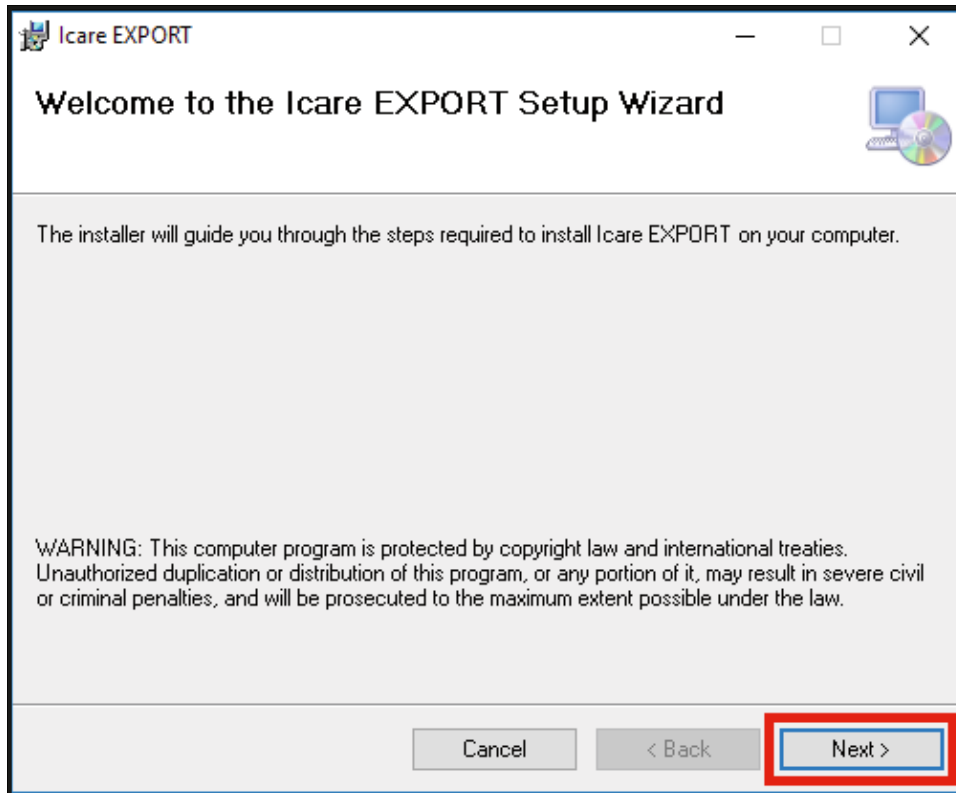 Icare EXPORT
Welcome to the Icare EXPORT Setup Wizard
The installer will guide you through the steps required to install Icare EXPORT on your computer.
WARNING: This computer program is protected by copyright law and international treaties.
Unauthorized duplication or distribution of this program, or any portion of it, may result in severe civil
or criminal penalties, and will be prosecuted to the maximum extent possible under the law.
Cancel < Back Next >